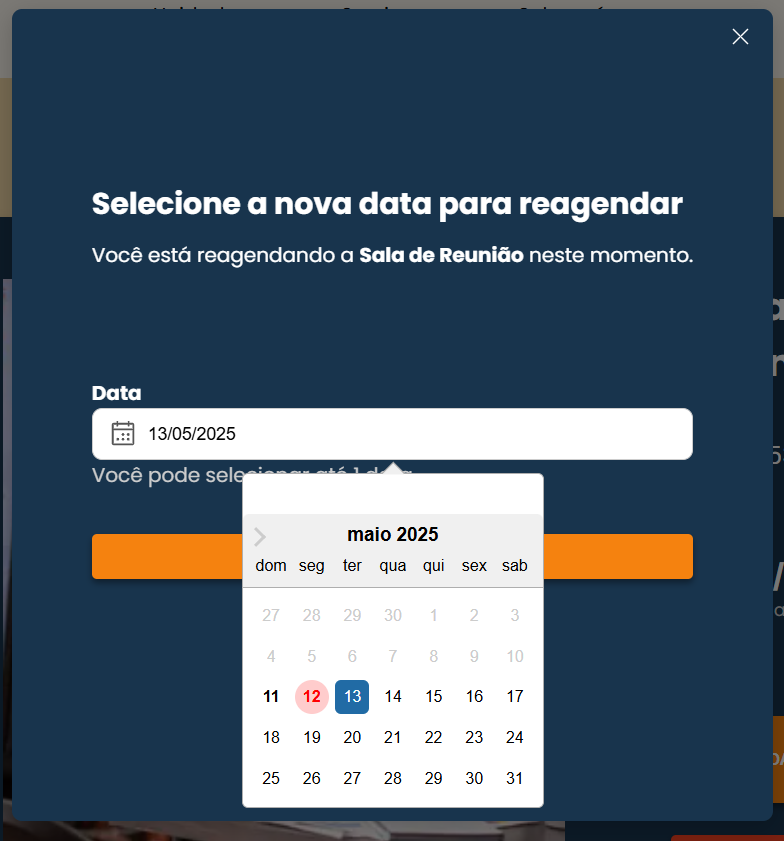 Selecione a nova data para reagendar
Você está reagendando a Sala de Reunião neste momento.
Data
13/05/2025
Você pode selecionar até 1 data
maio 2025
dom seg ter qua qui sex sab
27 28 29 30 1 2 3
4 5 6 7 8 9 10
11 12 13 14 15 16 17
18 19 20 21 22 23 24
25 26 27 28 29 30 31